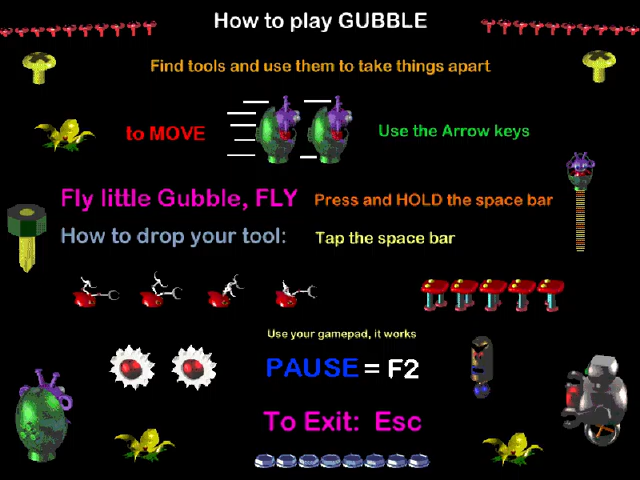 How to play GUBBLE
Find tools and use them to take things apart
to MOVE
Use the Arrow keys
Fly little Gubble, FLY
Press and HOLD the space bar
How to drop your tool:
Tap the space bar
Use your gamepad, it works
PAUSE = F2
To Exit: Esc